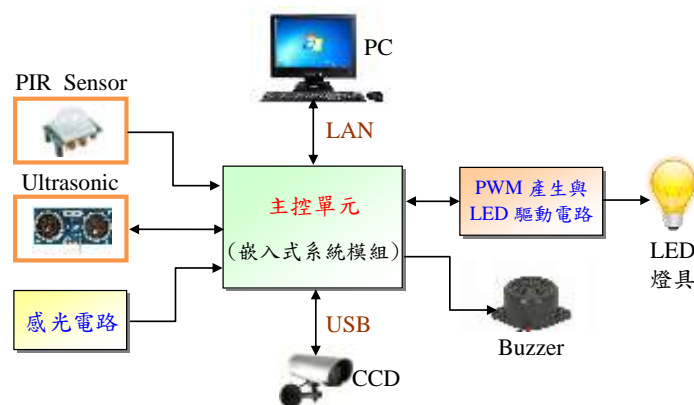 PC
PIR Sensor
LAN
Ultrasonic
主控單元
(嵌入式系統模組)
PWM 產生與
LED 驅動電路
LED
燈具
感光電路
USB
Buzzer
CCD